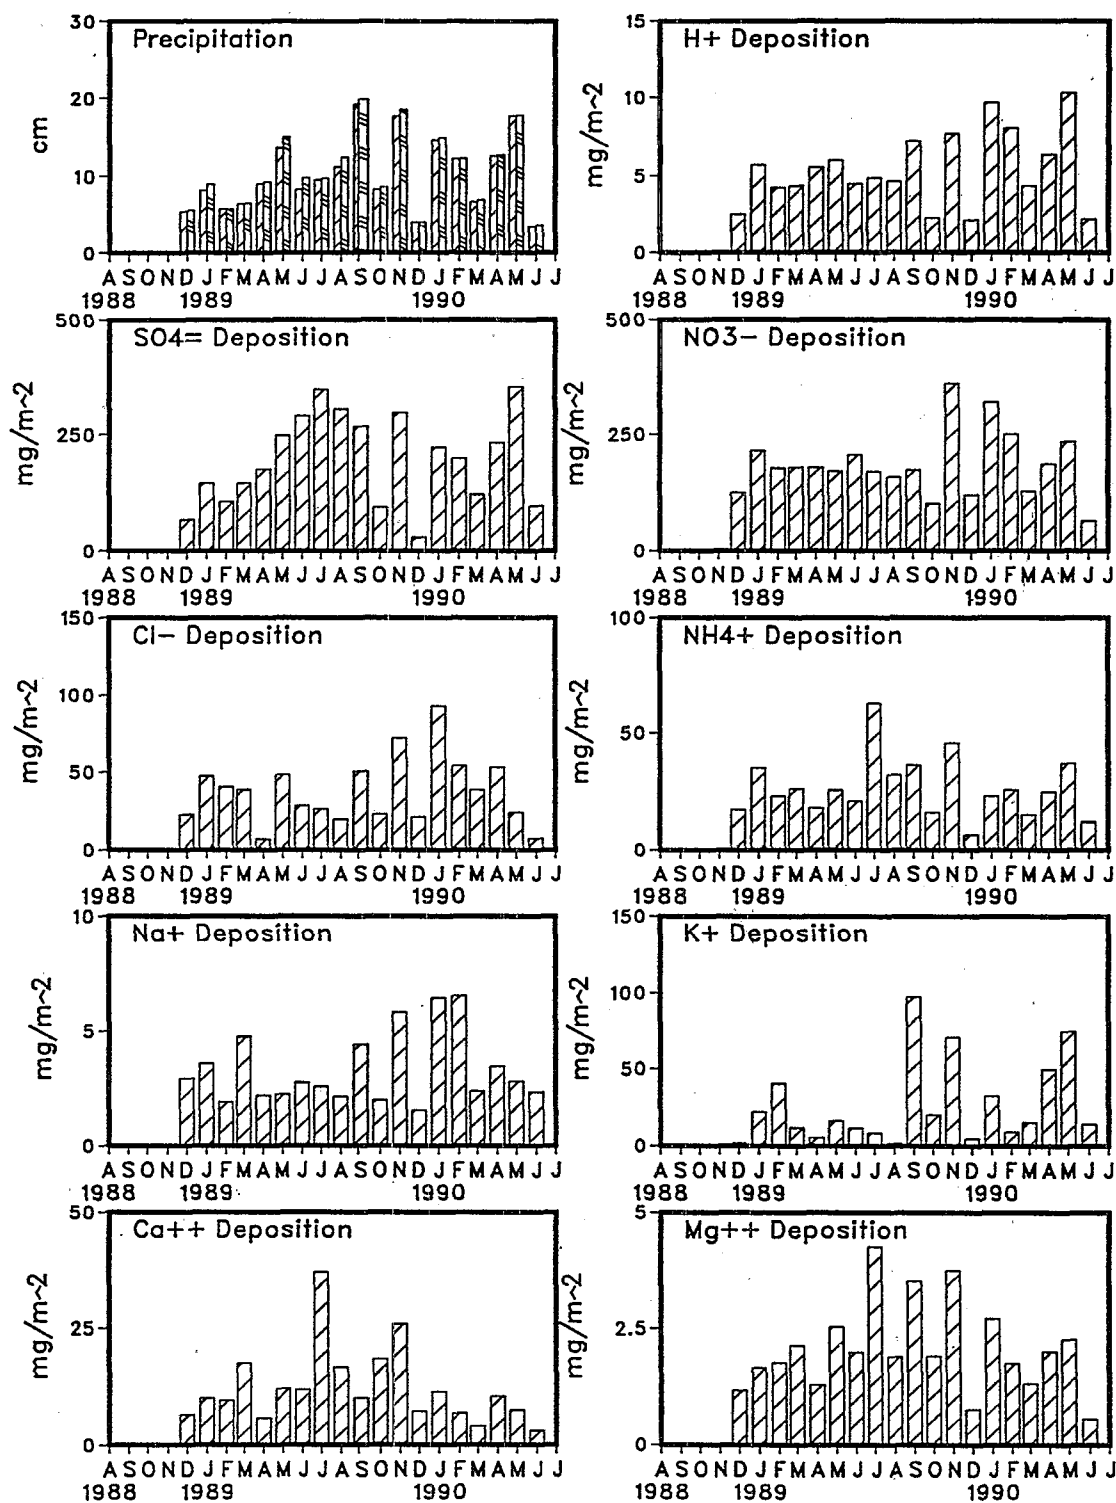 Precipitation
30
20
10
0
cm
A S O N D J F M A M J J A S O N D J F M A M J J
1988 1989 1990
H+ Deposition
15
10
5
0
mg/m~2
A S O N D J F M A M J J A S O N D J F M A M J J
1988 1989 1990
SO4= Deposition
500
250
0
mg/m~2
A S O N D J F M A M J J A S O N D J F M A M J J
1988 1989 1990
NO3- Deposition
500
250
0
mg/m~2
A S O N D J F M A M J J A S O N D J F M A M J J
1988 1989 1990
Cl- Deposition
150
100
50
0
mg/m~2
A S O N D J F M A M J J A S O N D J F M A M J J
1988 1989 1990
NH4+ Deposition
100
50
0
mg/m~2
A S O N D J F M A M J J A S O N D J F M A M J J
1988 1989 1990
Na+ Deposition
10
5
0
mg/m~2
A S O N D J F M A M J J A S O N D J F M A M J J
1988 1989 1990
K+ Deposition
150
100
50
0
mg/m~2
A S O N D J F M A M J J A S O N D J F M A M J J
1988 1989 1990
Ca++ Deposition
50
25
0
mg/m~2
A S O N D J F M A M J J A S O N D J F M A M J J
1988 1989 1990
Mg++ Deposition
5
2.5
0
mg/m~2
A S O N D J F M A M J J A S O N D J F M A M J J
1988 1989 1990